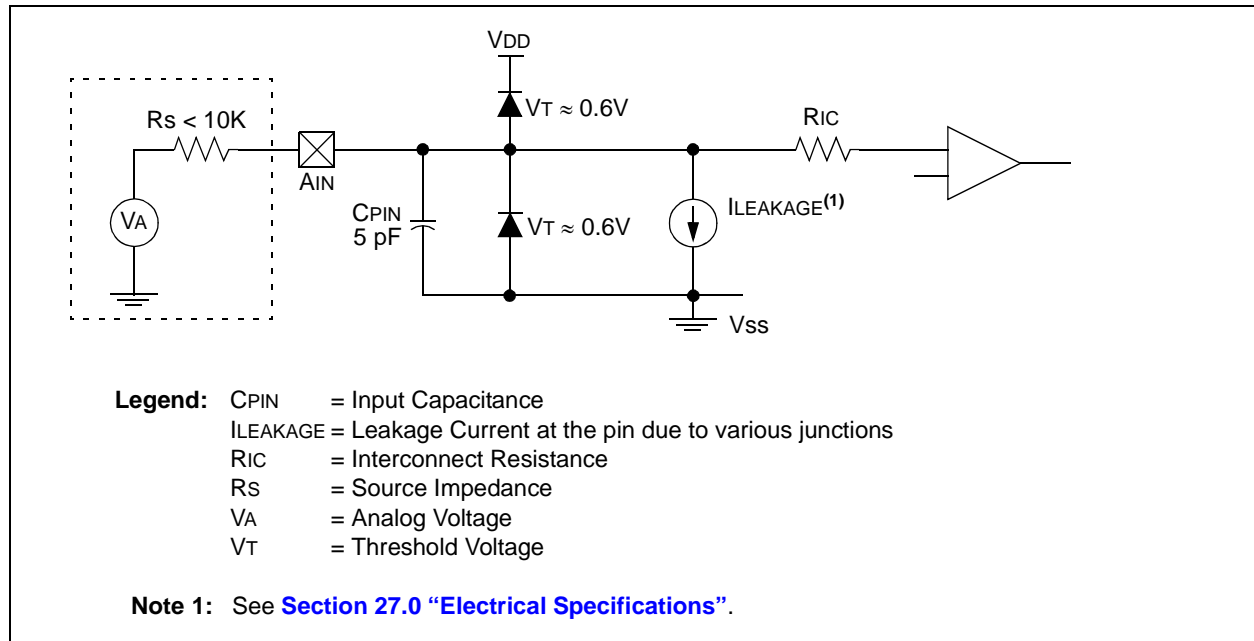 VDD
VT ≈ 0.6V
Rs < 10K
RIC
AIN
VA
CPIN
5 pF
VT ≈ 0.6V
ILEAKAGE(1)
Vss
Legend: CPIN = Input Capacitance
ILEAKAGE = Leakage Current at the pin due to various junctions
RIC = Interconnect Resistance
RS = Source Impedance
VA = Analog Voltage
VT = Threshold Voltage
Note 1: See Section 27.0 “Electrical Specifications”.